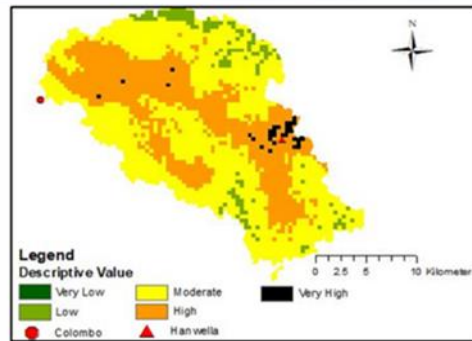 N
Legend
Descriptive Value
Very Low Moderate Very High
Low High
Colombo Hanwella
0 2.5 5 10 Kilometer